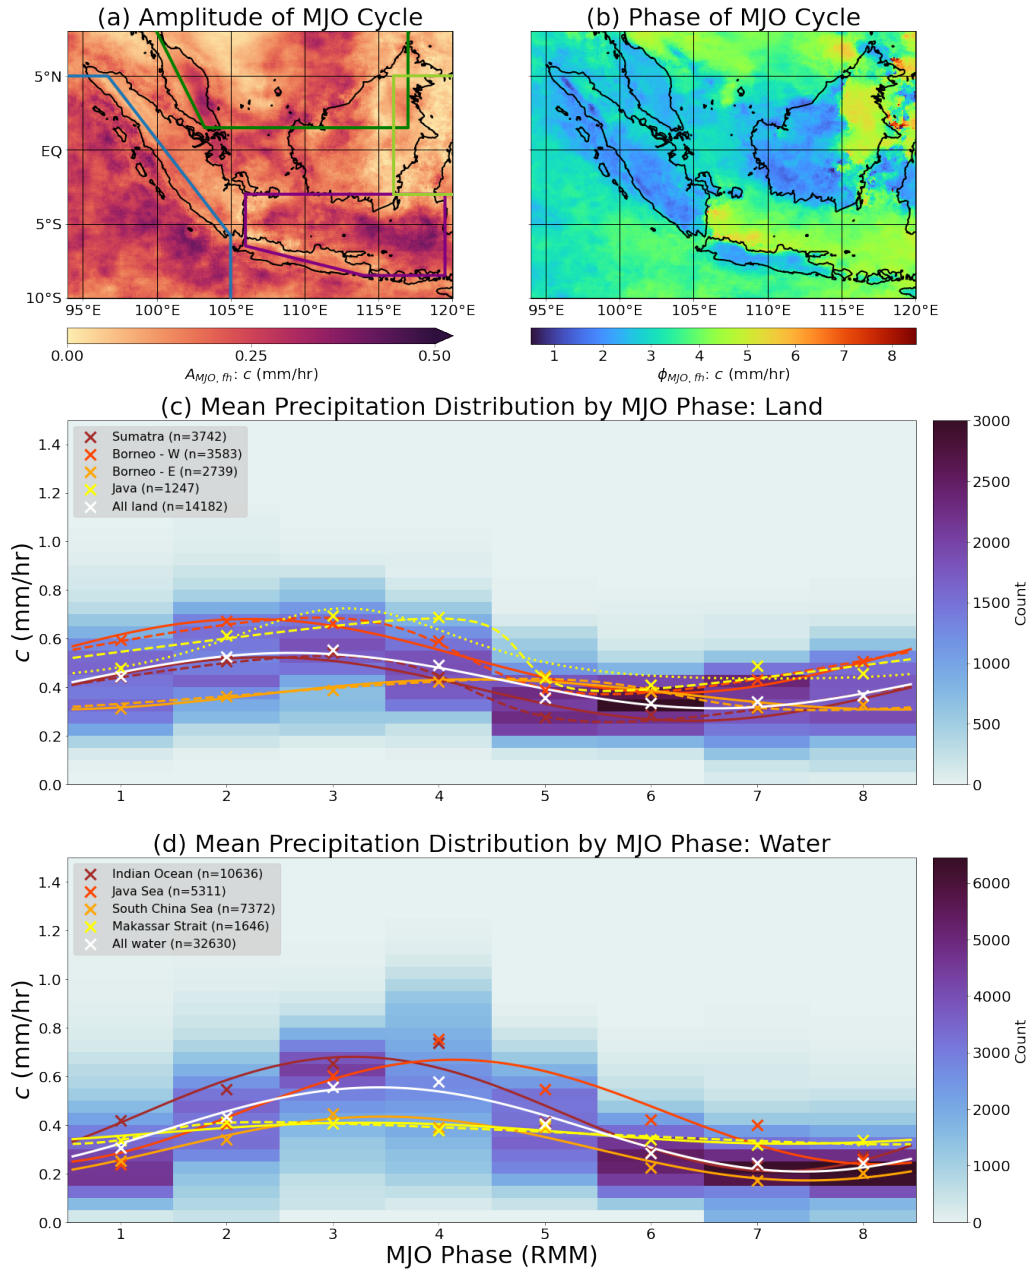 (a) Amplitude of MJO Cycle
(b) Phase of MJO Cycle
5°N
EQ
5°S
10°S
95°E 100°E 105°E 110°E 115°E 120°E
95°E 100°E 105°E 110°E 115°E 120°E
0.00 0.25 0.50
1 2 3 4 5 6 7 8
A_MJO, fh: c (mm/hr)
ϕ_MJO, fh: c (mm/hr)
(c) Mean Precipitation Distribution by MJO Phase: Land
Sumatra (n=3742)
Borneo - W (n=3583)
Borneo - E (n=2739)
Java (n=1247)
All land (n=14182)
c (mm/hr)
1.4
1.2
1.0
0.8
0.6
0.4
0.2
0.0
1 2 3 4 5 6 7 8
3000
2500
2000
1500
1000
500
0
Count
(d) Mean Precipitation Distribution by MJO Phase: Water
Indian Ocean (n=10636)
Java Sea (n=5311)
South China Sea (n=7372)
Makassar Strait (n=1646)
All water (n=32630)
c (mm/hr)
1.4
1.2
1.0
0.8
0.6
0.4
0.2
0.0
1 2 3 4 5 6 7 8
MJO Phase (RMM)
6000
5000
4000
3000
2000
1000
0
Count